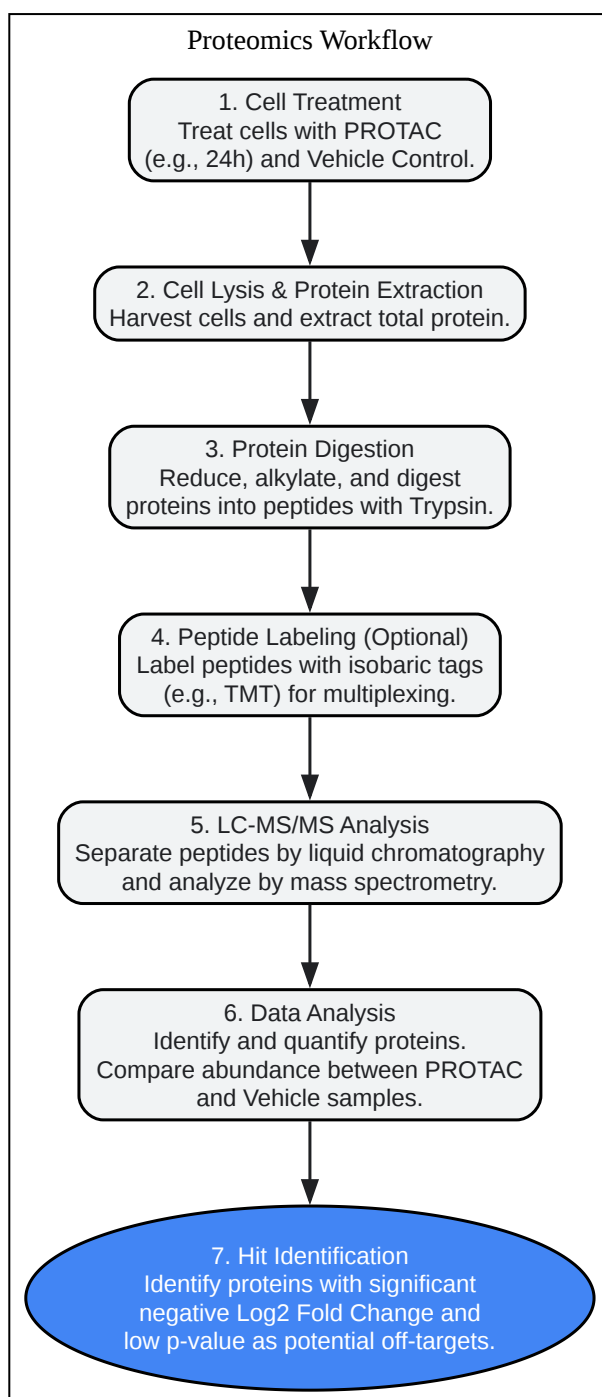 Proteomics Workflow
1. Cell Treatment
Treat cells with PROTAC
(e.g., 24h) and Vehicle Control.
2. Cell Lysis & Protein Extraction
Harvest cells and extract total protein.
3. Protein Digestion
Reduce, alkylate, and digest
proteins into peptides with Trypsin.
4. Peptide Labeling (Optional)
Label peptides with isobaric tags
(e.g., TMT) for multiplexing.
5. LC-MS/MS Analysis
Separate peptides by liquid chromatography
and analyze by mass spectrometry.
6. Data Analysis
Identify and quantify proteins.
Compare abundance between PROTAC
and Vehicle samples.
7. Hit Identification
Identify proteins with significant
negative Log2 Fold Change and
low p-value as potential off-targets.